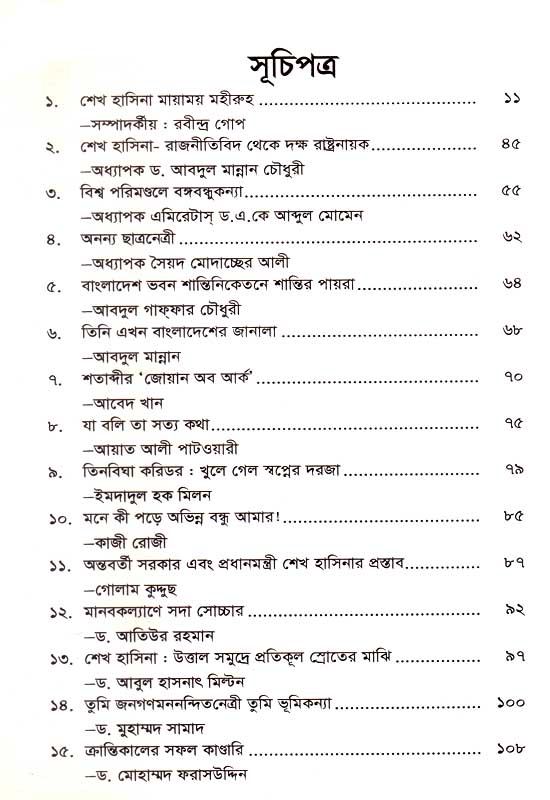 সূচিপত্র
১. শেখ হাসিনা মায়াময় মহীরুহ .......................................... ১১
–সম্পাদকীয় : রবীন্দ্র গোপ
২. শেখ হাসিনা- রাজনীতিবিদ থেকে দক্ষ রাষ্ট্রনায়ক..................... ৪৫
–অধ্যাপক ড. আবদুল মান্নান চৌধুরী
৩. বিশ্ব পরিমণ্ডলে বঙ্গবন্ধুকন্যা............................................. ৫৫
–অধ্যাপক এমিরেটাস্ ড.এ.কে আব্দুল মোমেন
৪. অনন্য ছাত্রনেত্রী ......................................................... ৬২
–অধ্যাপক সৈয়দ মোদাচ্ছের আলী
৫. বাংলাদেশ ভবন শান্তিনিকেতনে শান্তির পায়রা ....................... ৬৪
–আবদুল গাফ্‌ফার চৌধুরী
৬. তিনি এখন বাংলাদেশের জানালা ...................................... ৬৮
–আবদুল মান্নান
৭. শতাব্দীর ‘জোয়ান অব আর্ক’........................................... ৭০
–আবেদ খান
৮. যা বলি তা সত্য কথা.................................................... ৭৫
–আয়াত আলী পাটওয়ারী
৯. তিনবিঘা করিডর : খুলে গেল স্বপ্নের দরজা ......................... ৭৯
–ইমদাদুল হক মিলন
১০. মনে কী পড়ে অভিন্ন বন্ধু আমার!...................................... ৮৫
–কাজী রোজী
১১. অন্তবর্তী সরকার এবং প্রধানমন্ত্রী শেখ হাসিনার প্রস্তাব............... ৮৭
–গোলাম কুদ্দুছ
১২. মানবকল্যাণে সদা সোচ্চার ............................................ ৯২
–ড. আতিউর রহমান
১৩. শেখ হাসিনা : উত্তাল সমুদ্রে প্রতিকূল স্রোতের মাঝি ................ ৯৭
–ড. আবুল হাসনাৎ মিল্টন
১৪. তুমি জনগণমননন্দিতনেত্রী তুমি ভূমিকন্যা ........................... ১০০
–ড. মুহাম্মদ সামাদ
১৫. ক্রান্তিকালের সফল কাণ্ডারি ............................................ ১০৮
–ড. মোহাম্মদ ফরাসউদ্দিন